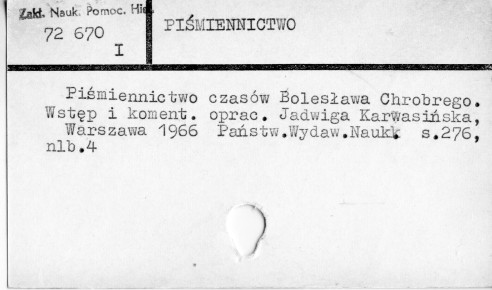 Zakł. Nauk. Pomoc. Hist.
72 670
I
PIŚMIENNICTWO
Piśmiennictwo czasów Bolesława Chrobrego.
Wstęp i koment. oprac. Jadwiga Karwasińska,
Warszawa 1966 Państw.Wydaw.Naukk s.276,
nlb.4